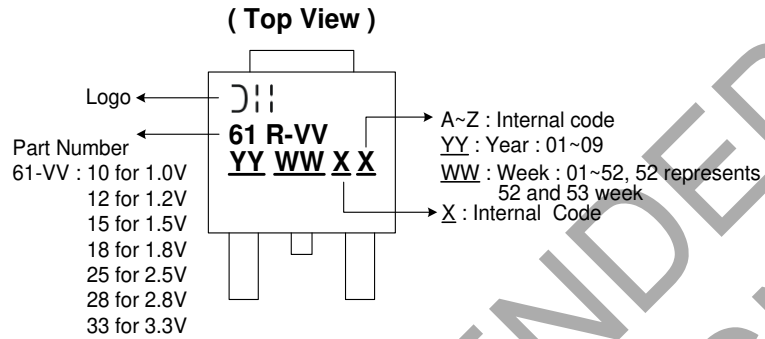 ( Top View )
Logo
61 R-VV
YY WW X X
Part Number
61-VV : 10 for 1.0V
12 for 1.2V
15 for 1.5V
18 for 1.8V
25 for 2.5V
28 for 2.8V
33 for 3.3V
A~Z : Internal code
YY : Year : 01~09
WW : Week : 01~52, 52 represents
52 and 53 week
X : Internal Code